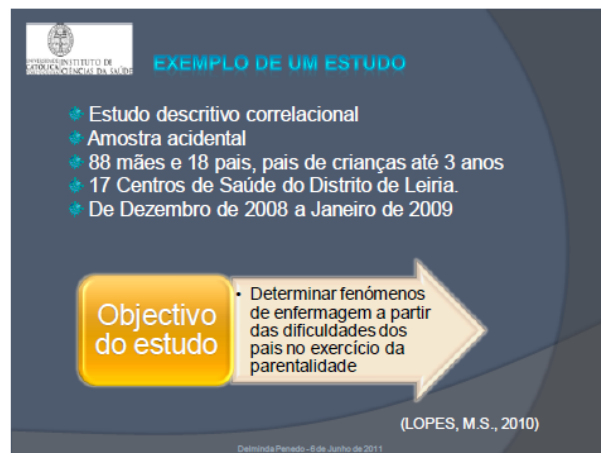 INSTITUTO DE
CATÓLICA CIÊNCIAS DA SAÚDE
EXEMPLO DE UM ESTUDO
Estudo descritivo correlacional
Amostra acidental
88 mães e 18 pais, pais de crianças até 3 anos
17 Centros de Saúde do Distrito de Leiria.
De Dezembro de 2008 a Janeiro de 2009
Objectivo
do estudo
• Determinar fenómenos
de enfermagem a partir
das dificuldades dos
pais no exercício da
parentalidade
(LOPES, M.S., 2010)
Delminda Penedo - 6 de Junho de 2011